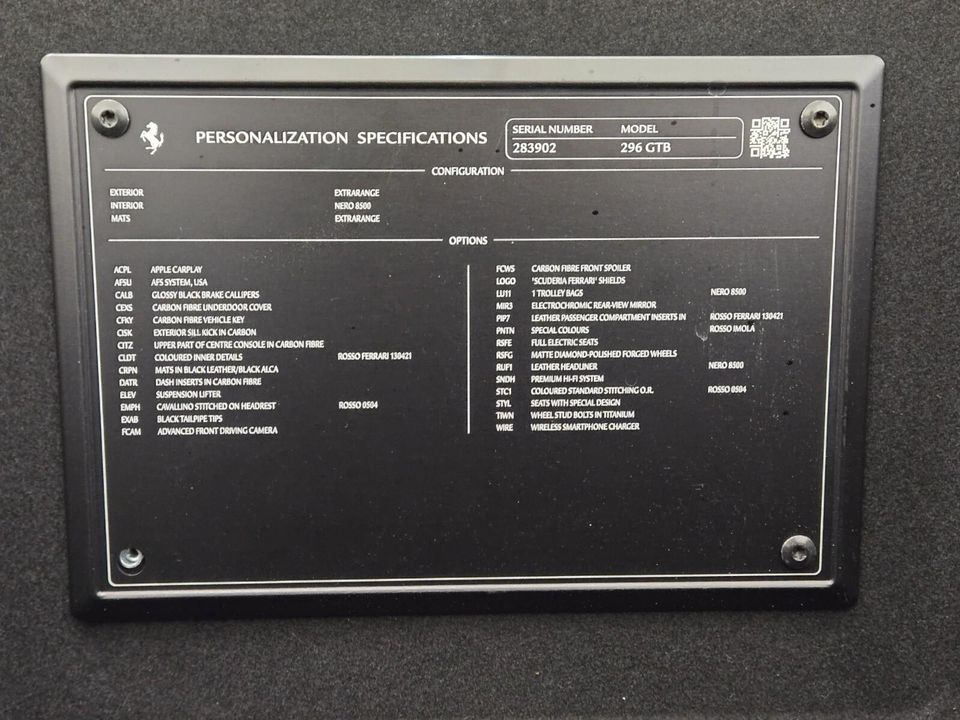 PERSONALIZATION SPECIFICATIONS
SERIAL NUMBER MODEL
283902 296 GTB
CONFIGURATION
EXTERIOR EXTRARANGE
INTERIOR NERO 8500
MATS EXTRARANGE
OPTIONS
ACPL APPLE CARPLAY
AFSU AFS SYSTEM, USA
CALB GLOSSY BLACK BRAKE CALLIPERS
CEXS CARBON FIBRE UNDERDOOR COVER
CFKY CARBON FIBRE VEHICLE KEY
CISK EXTERIOR SILL KICK IN CARBON
CITZ UPPER PART OF CENTRE CONSOLE IN CARBON FIBRE
CLDT COLOURED INNER DETAILS ROSSO FERRARI 130421
CRPN MATS IN BLACK LEATHER/BLACK ALCA
DATR DASH INSERTS IN CARBON FIBRE
ELEV SUSPENSION LIFTER
EMPH CAVALLINO STITCHED ON HEADREST ROSSO 0504
EXAB BLACK TAILPIPE TIPS
FCAM ADVANCED FRONT DRIVING CAMERA
FCWS CARBON FIBRE FRONT SPOILER
LOGO 'SCUDERIA FERRARI' SHIELDS
LU11 1 TROLLEY BAGS NERO 8500
MIR3 ELECTROCHROMIC REAR-VIEW MIRROR
PIP7 LEATHER PASSENGER COMPARTMENT INSERTS IN ROSSO FERRARI 130421
PNTN SPECIAL COLOURS ROSSO IMOLA
RSFE FULL ELECTRIC SEATS
RSFG MATTE DIAMOND-POLISHED FORGED WHEELS
RUF1 LEATHER HEADLINER NERO 8500
SNDH PREMIUM HI-FI SYSTEM
STC1 COLOURED STANDARD STITCHING O.R. ROSSO 0504
STYL SEATS WITH SPECIAL DESIGN
TIWN WHEEL STUD BOLTS IN TITANIUM
WIRE WIRELESS SMARTPHONE CHARGER